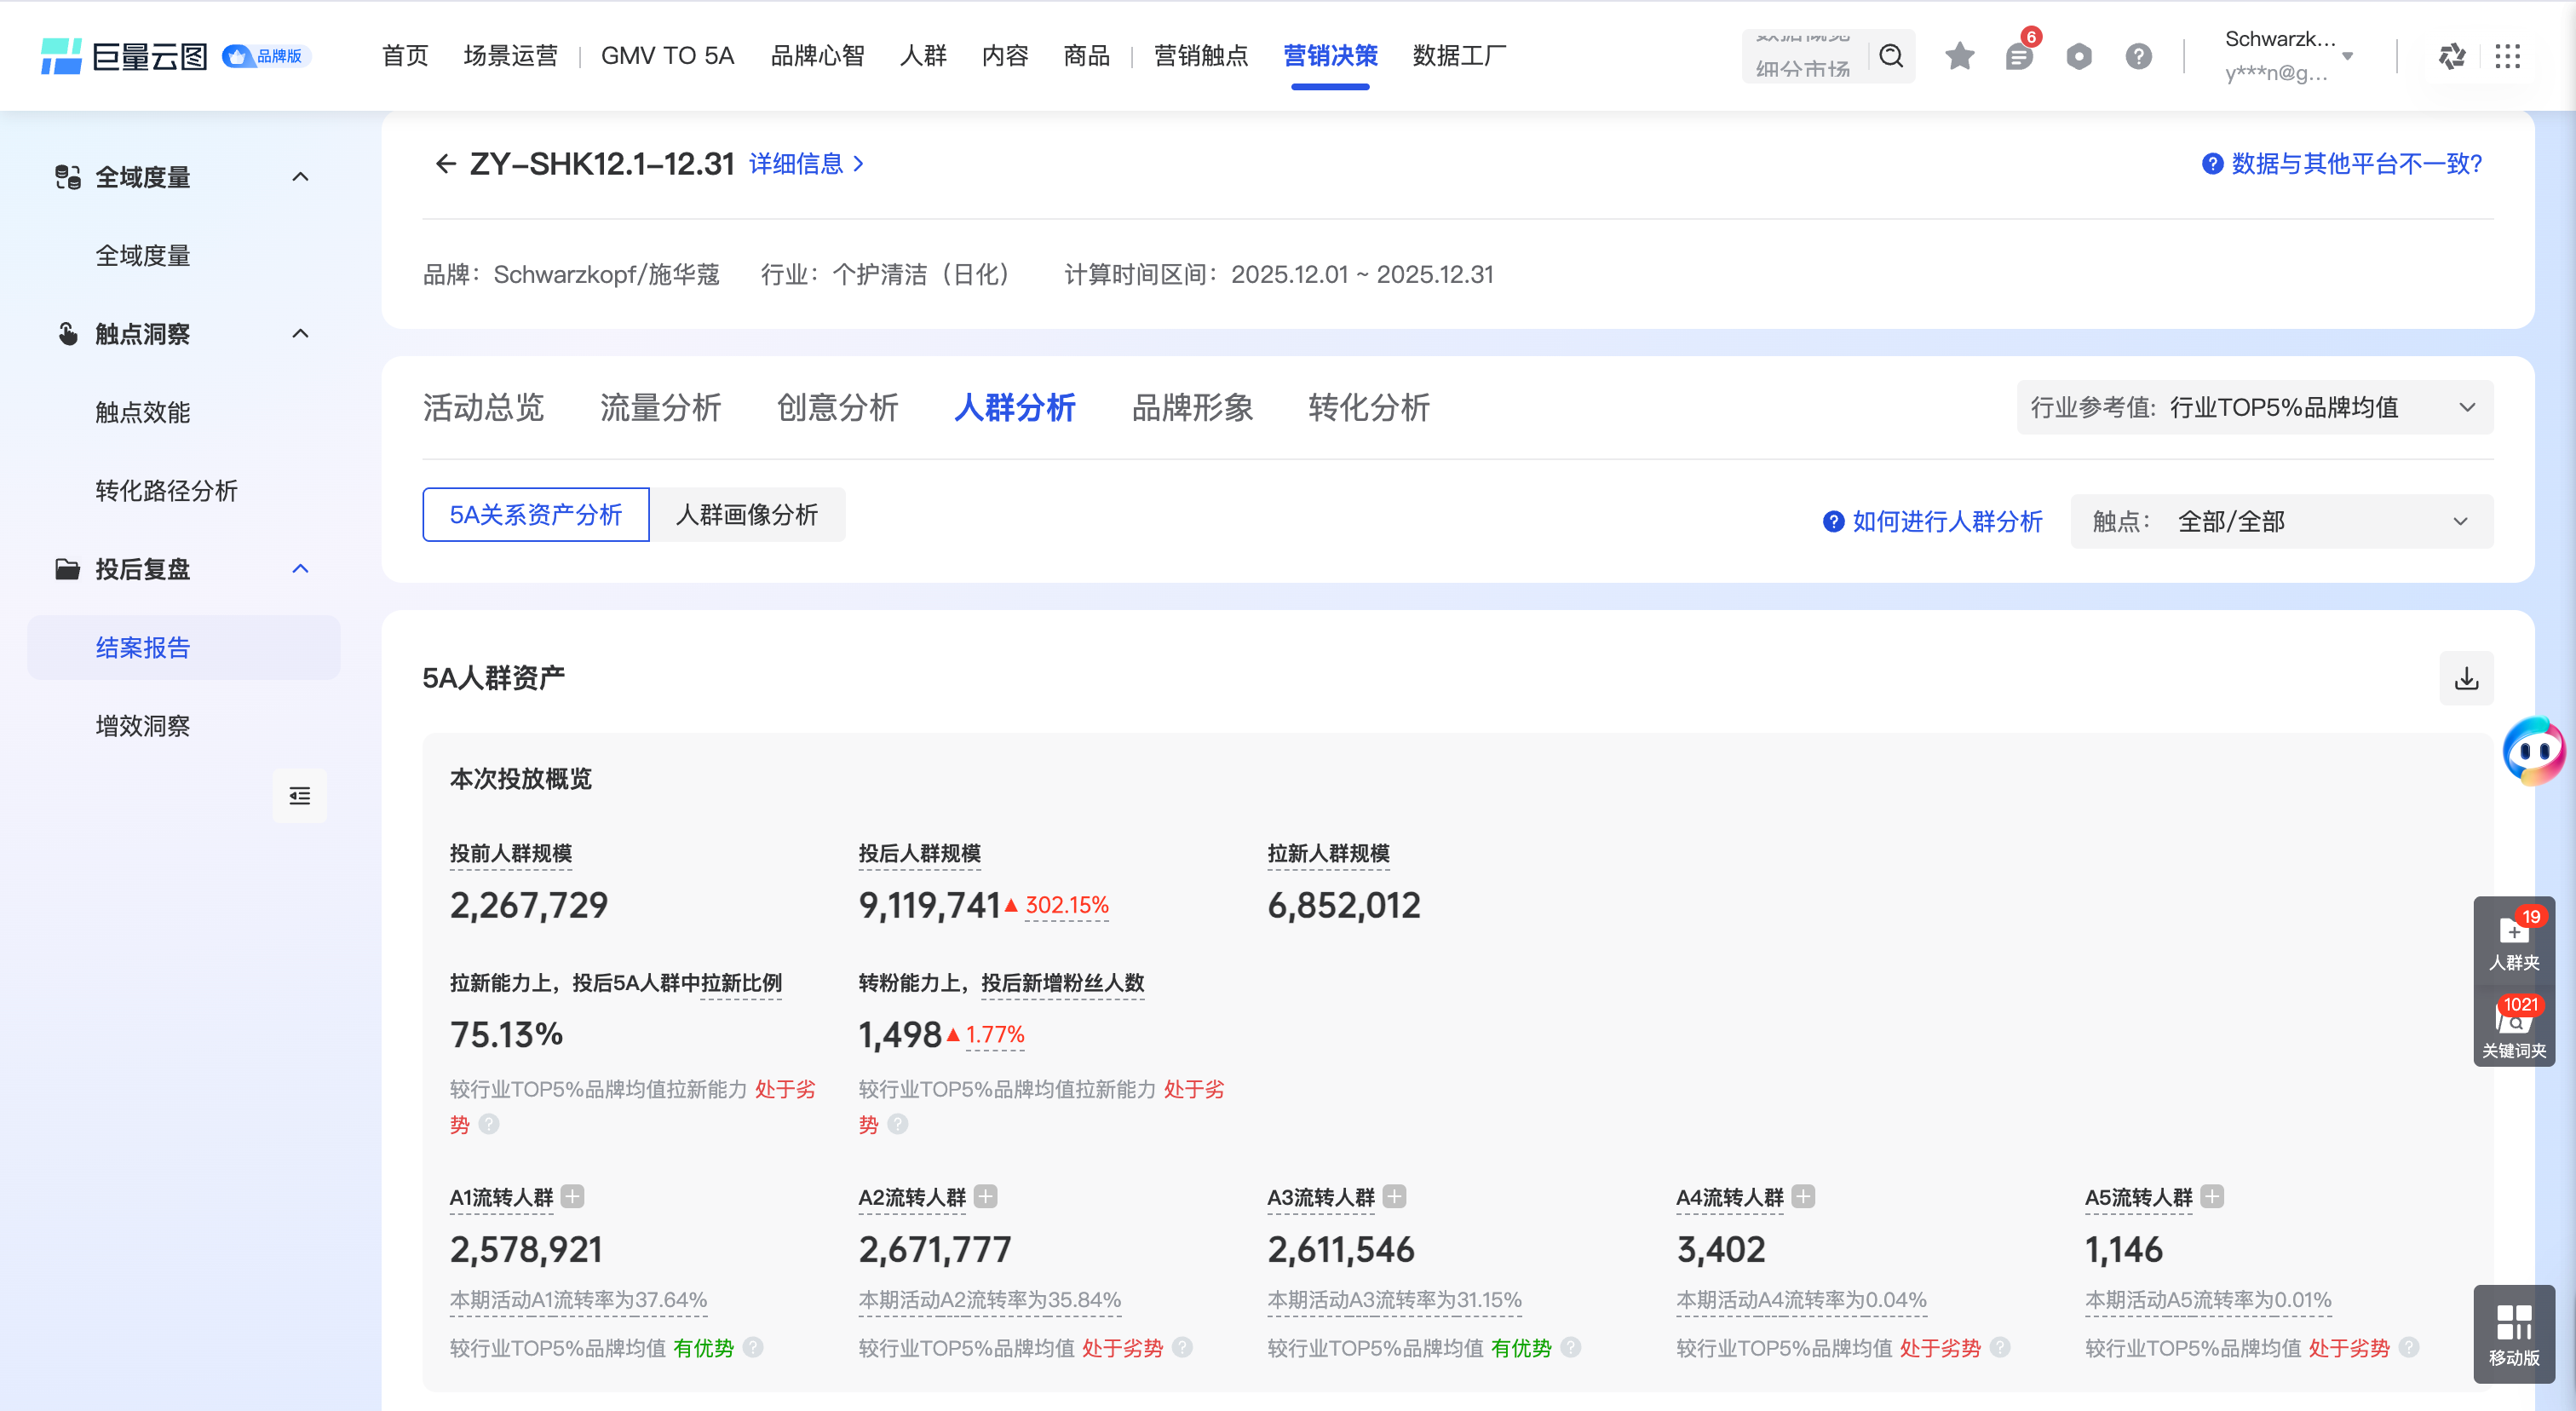 巨量云图 品牌版 首页 场景运营 GMV TO 5A 品牌心智 人群 内容 商品 营销触点 营销决策 数据工厂
细分市场
6
Schwarzk...
y***n@g...
全域度量
全域度量
触点洞察
触点效能
转化路径分析
投后复盘
结案报告
增效洞察
ZY-SHK12.1-12.31 详细信息
数据与其他平台不一致?
品牌：Schwarzkopf/施华蔻 行业：个护清洁（日化） 计算时间区间：2025.12.01 ~ 2025.12.31
活动总览 流量分析 创意分析 人群分析 品牌形象 转化分析
行业参考值: 行业TOP5%品牌均值
5A关系资产分析 人群画像分析
如何进行人群分析
触点： 全部/全部
5A人群资产
本次投放概览
投前人群规模 投后人群规模 拉新人群规模
2,267,729 9,119,741 302.15% 6,852,012
拉新能力上，投后5A人群中拉新比例 转粉能力上，投后新增粉丝人数
75.13% 1,498 1.77%
较行业TOP5%品牌均值拉新能力 处于劣 较行业TOP5%品牌均值拉新能力 处于劣
势 势
A1流转人群 A2流转人群 A3流转人群 A4流转人群 A5流转人群
2,578,921 2,671,777 2,611,546 3,402 1,146
本期活动A1流转率为37.64% 本期活动A2流转率为35.84% 本期活动A3流转率为31.15% 本期活动A4流转率为0.04% 本期活动A5流转率为0.01%
较行业TOP5%品牌均值 有优势 较行业TOP5%品牌均值 处于劣势 较行业TOP5%品牌均值 有优势 较行业TOP5%品牌均值 处于劣势 较行业TOP5%品牌均值 处于劣势
19
人群夹
1021
关键词夹
移动版